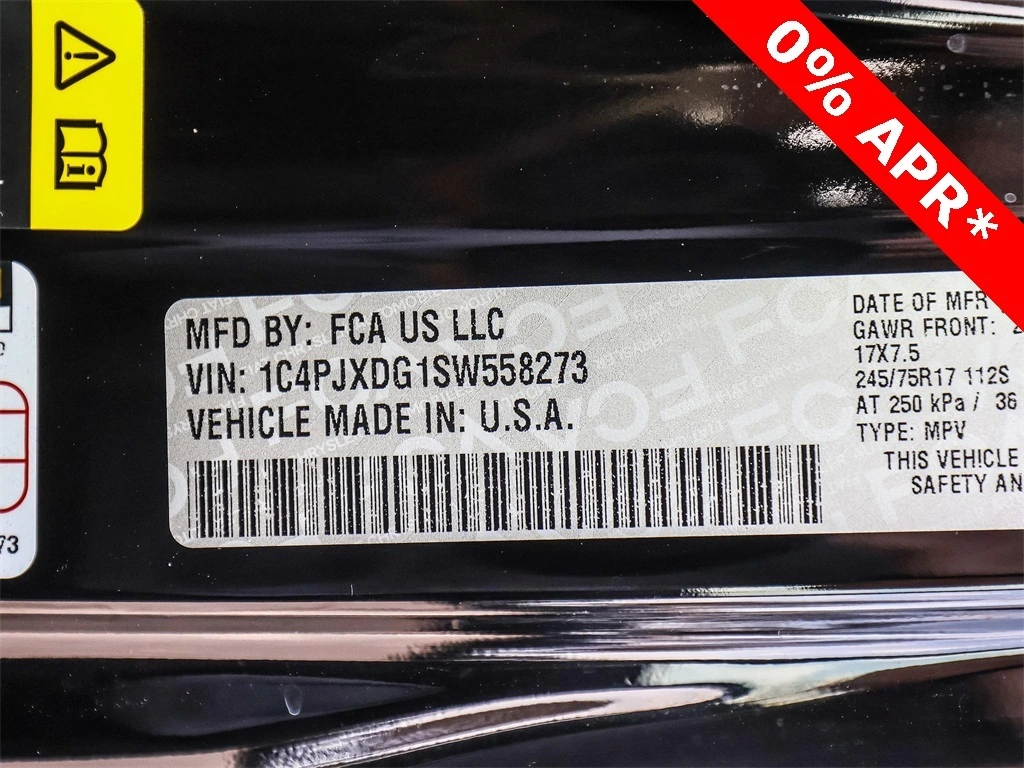 0% APR*
MFD BY: FCA US LLC
VIN: 1C4PJXDG1SW558273
VEHICLE MADE IN: U.S.A.
DATE OF MFR
GAWR FRONT:
17X7.5
245/75R17 112S
AT 250 kPa / 36
TYPE: MPV
THIS VEHICLE
SAFETY AN
73